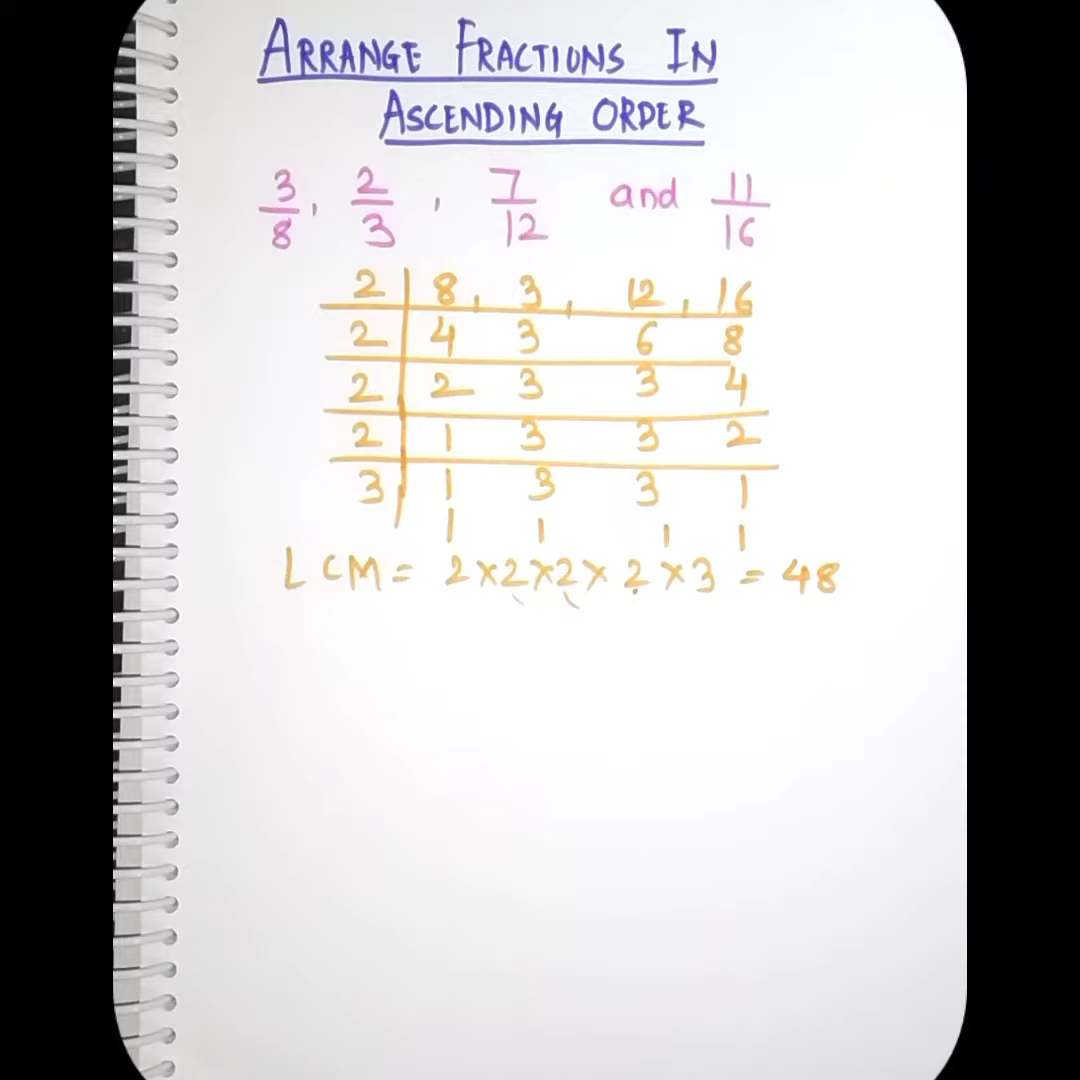 ARRANGE FRACTIONS IN
ASCENDING ORDER
3/8, 2/3, 7/12 and 11/16
2 | 8, 3, 12, 16
2 | 4 3 6 8
2 | 2 3 3 4
2 | 1 3 3 2
3 | 1 3 3 1
1 1 1 1
LCM = 2×2×2×2×3 = 48